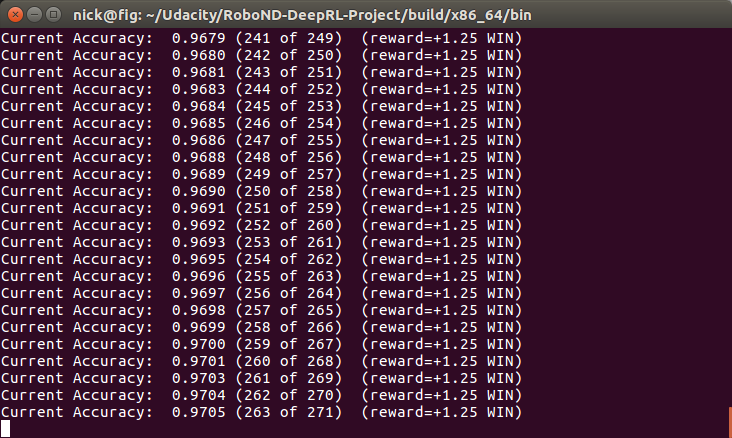 nick@fig: ~/Udacity/RoboND-DeepRL-Project/build/x86_64/bin
Current Accuracy:  0.9679 (241 of 249)  (reward=+1.25 WIN)
Current Accuracy:  0.9680 (242 of 250)  (reward=+1.25 WIN)
Current Accuracy:  0.9681 (243 of 251)  (reward=+1.25 WIN)
Current Accuracy:  0.9683 (244 of 252)  (reward=+1.25 WIN)
Current Accuracy:  0.9684 (245 of 253)  (reward=+1.25 WIN)
Current Accuracy:  0.9685 (246 of 254)  (reward=+1.25 WIN)
Current Accuracy:  0.9686 (247 of 255)  (reward=+1.25 WIN)
Current Accuracy:  0.9688 (248 of 256)  (reward=+1.25 WIN)
Current Accuracy:  0.9689 (249 of 257)  (reward=+1.25 WIN)
Current Accuracy:  0.9690 (250 of 258)  (reward=+1.25 WIN)
Current Accuracy:  0.9691 (251 of 259)  (reward=+1.25 WIN)
Current Accuracy:  0.9692 (252 of 260)  (reward=+1.25 WIN)
Current Accuracy:  0.9693 (253 of 261)  (reward=+1.25 WIN)
Current Accuracy:  0.9695 (254 of 262)  (reward=+1.25 WIN)
Current Accuracy:  0.9696 (255 of 263)  (reward=+1.25 WIN)
Current Accuracy:  0.9697 (256 of 264)  (reward=+1.25 WIN)
Current Accuracy:  0.9698 (257 of 265)  (reward=+1.25 WIN)
Current Accuracy:  0.9699 (258 of 266)  (reward=+1.25 WIN)
Current Accuracy:  0.9700 (259 of 267)  (reward=+1.25 WIN)
Current Accuracy:  0.9701 (260 of 268)  (reward=+1.25 WIN)
Current Accuracy:  0.9703 (261 of 269)  (reward=+1.25 WIN)
Current Accuracy:  0.9704 (262 of 270)  (reward=+1.25 WIN)
Current Accuracy:  0.9705 (263 of 271)  (reward=+1.25 WIN)